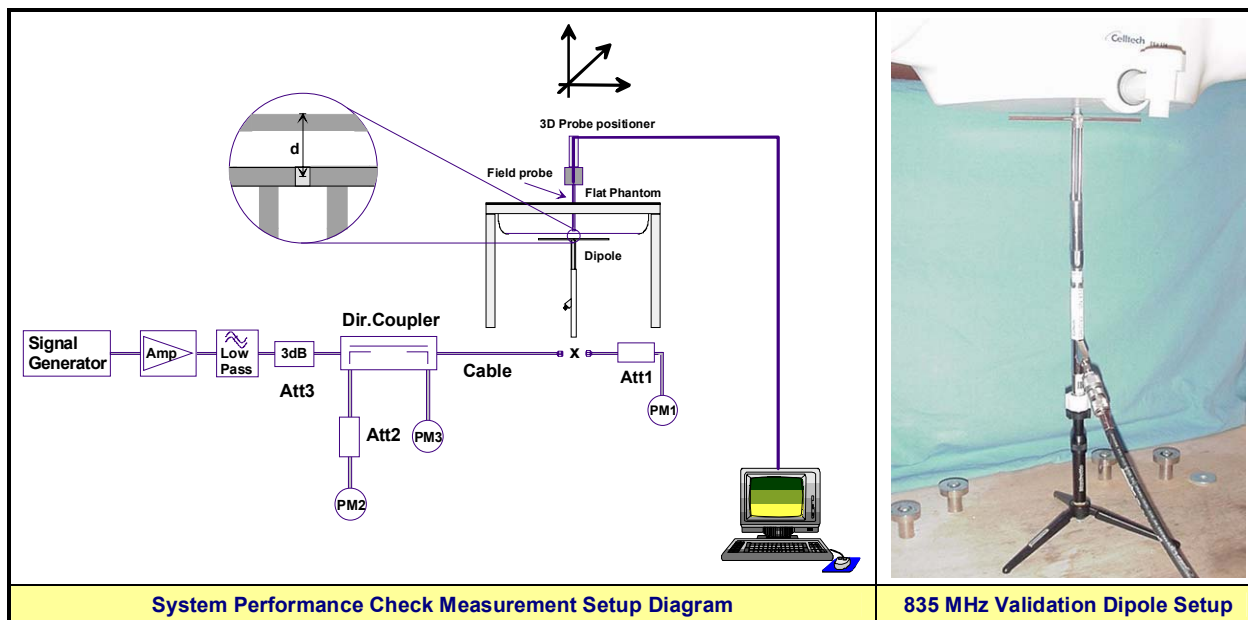 3D Probe positioner
d
Field probe
Flat Phantom
Dipole
Signal
Generator
Amp
Low
Pass
3dB
Att3
Dir.Coupler
Cable
x
Att1
PM1
Att2
PM3
PM2
Celltech
System Performance Check Measurement Setup Diagram
835 MHz Validation Dipole Setup